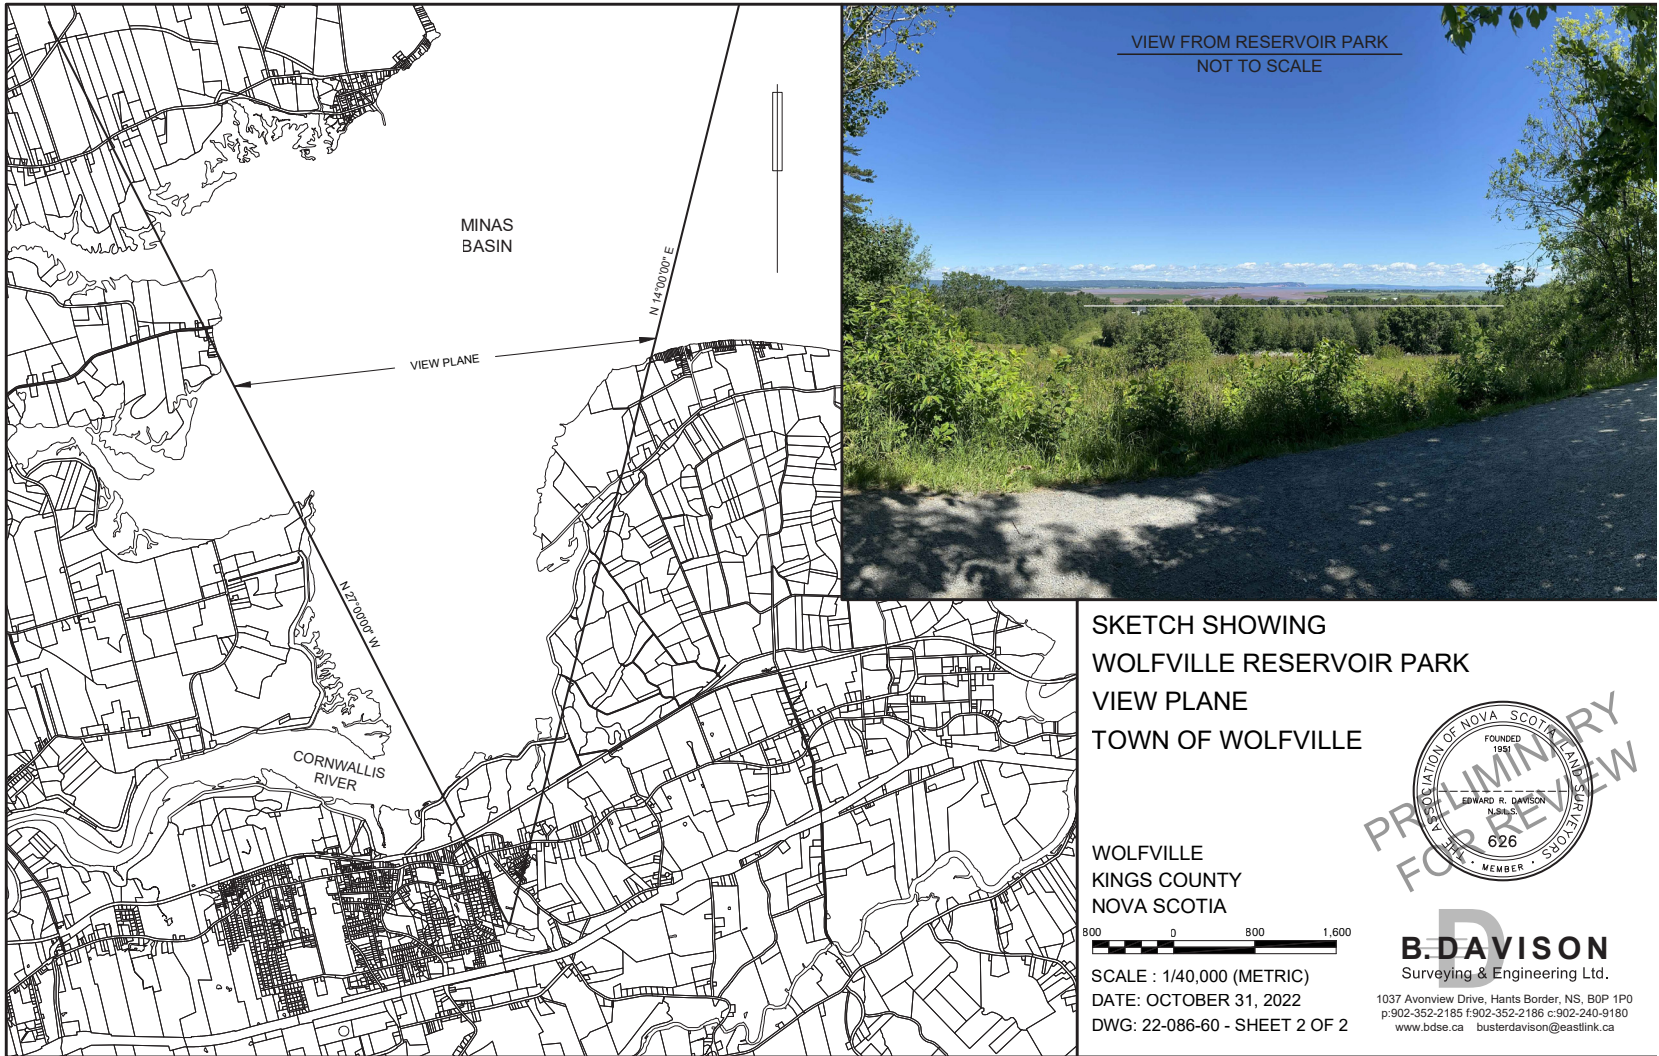 VIEW FROM RESERVOIR PARK
NOT TO SCALE
MINAS
BASIN
N 14°00'00" E
VIEW PLANE
N 27°00'00" W
CORNWALLIS
RIVER
SKETCH SHOWING
WOLFVILLE RESERVOIR PARK
VIEW PLANE
TOWN OF WOLFVILLE
THE ASSOCIATION OF NOVA SCOTIA LAND SURVEYORS
FOUNDED
1951
EDWARD R. DAVISON
N.S.L.S.
626
• MEMBER •
PRELIMINARY
FOR REVIEW
WOLFVILLE
KINGS COUNTY
NOVA SCOTIA
800 0 800 1,600
SCALE : 1/40,000 (METRIC)
DATE: OCTOBER 31, 2022
DWG: 22-086-60 - SHEET 2 OF 2
D
B.DAVISON
Surveying & Engineering Ltd.
1037 Avonview Drive, Hants Border, NS, B0P 1P0
p:902-352-2185 f:902-352-2186 c:902-240-9180
www.bdse.ca busterdavison@eastlink.ca